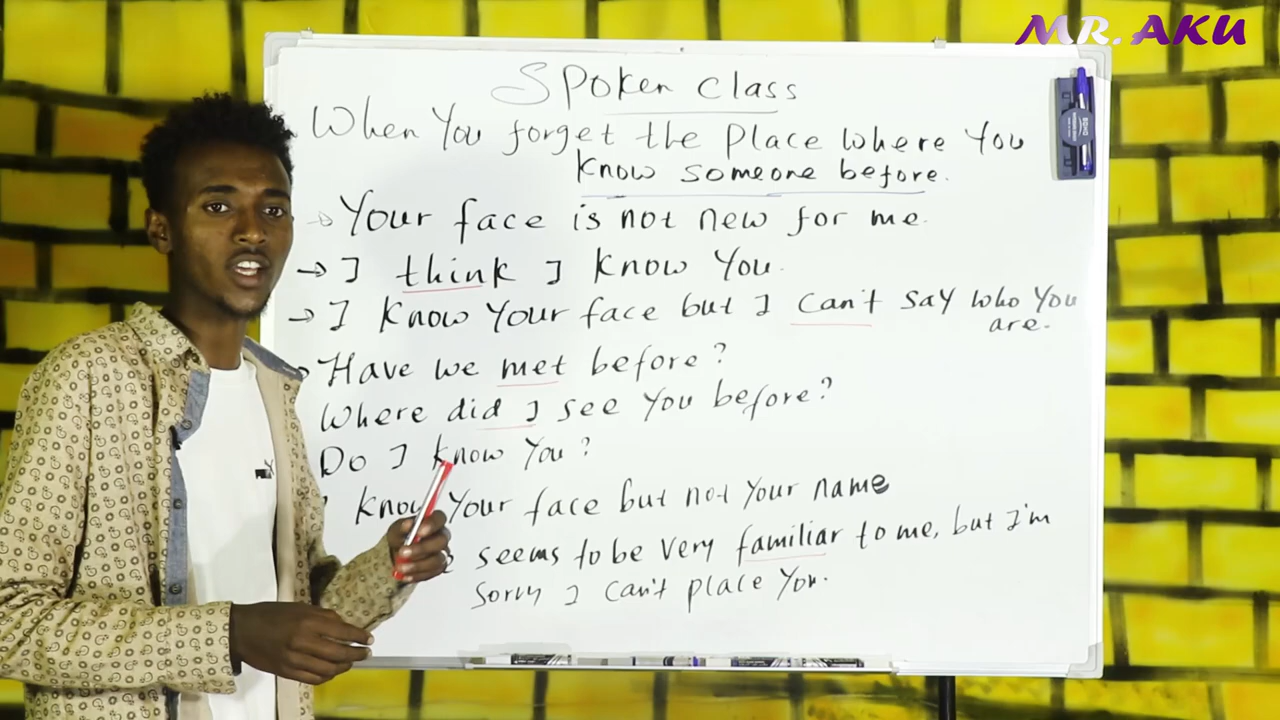 MR. AKU
Spoken class
When You forget the Place where You
know someone before.
Your face is not new for me.
→ I think I know You.
→ I know Your face but I can't say who You
are.
Have we met before?
Where did I see You before?
Do I know You?
know Your face but not Your name
seems to be very familiar to me, but I'm
sorry I can't place You.